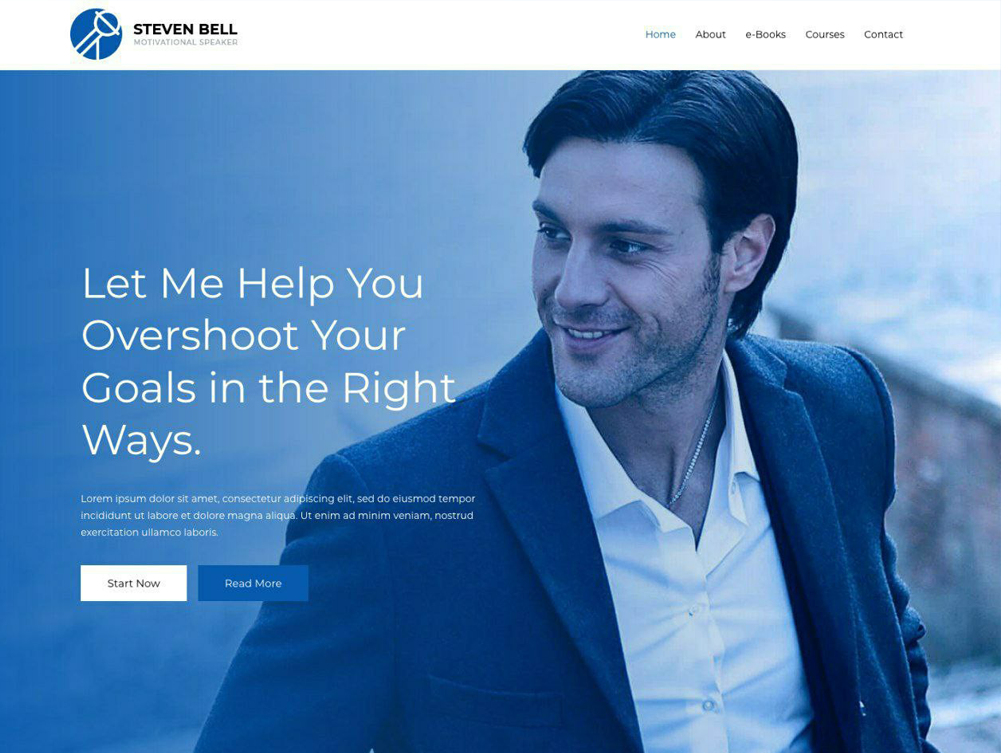 STEVEN BELL
MOTIVATIONAL SPEAKER
Home About e-Books Courses Contact
Let Me Help You
Overshoot Your
Goals in the Right
Ways.
Lorem ipsum dolor sit amet, consectetur adipiscing elit, sed do eiusmod tempor
incididunt ut labore et dolore magna aliqua. Ut enim ad minim veniam, nostrud
exercitation ullamco laboris.
Start Now Read More